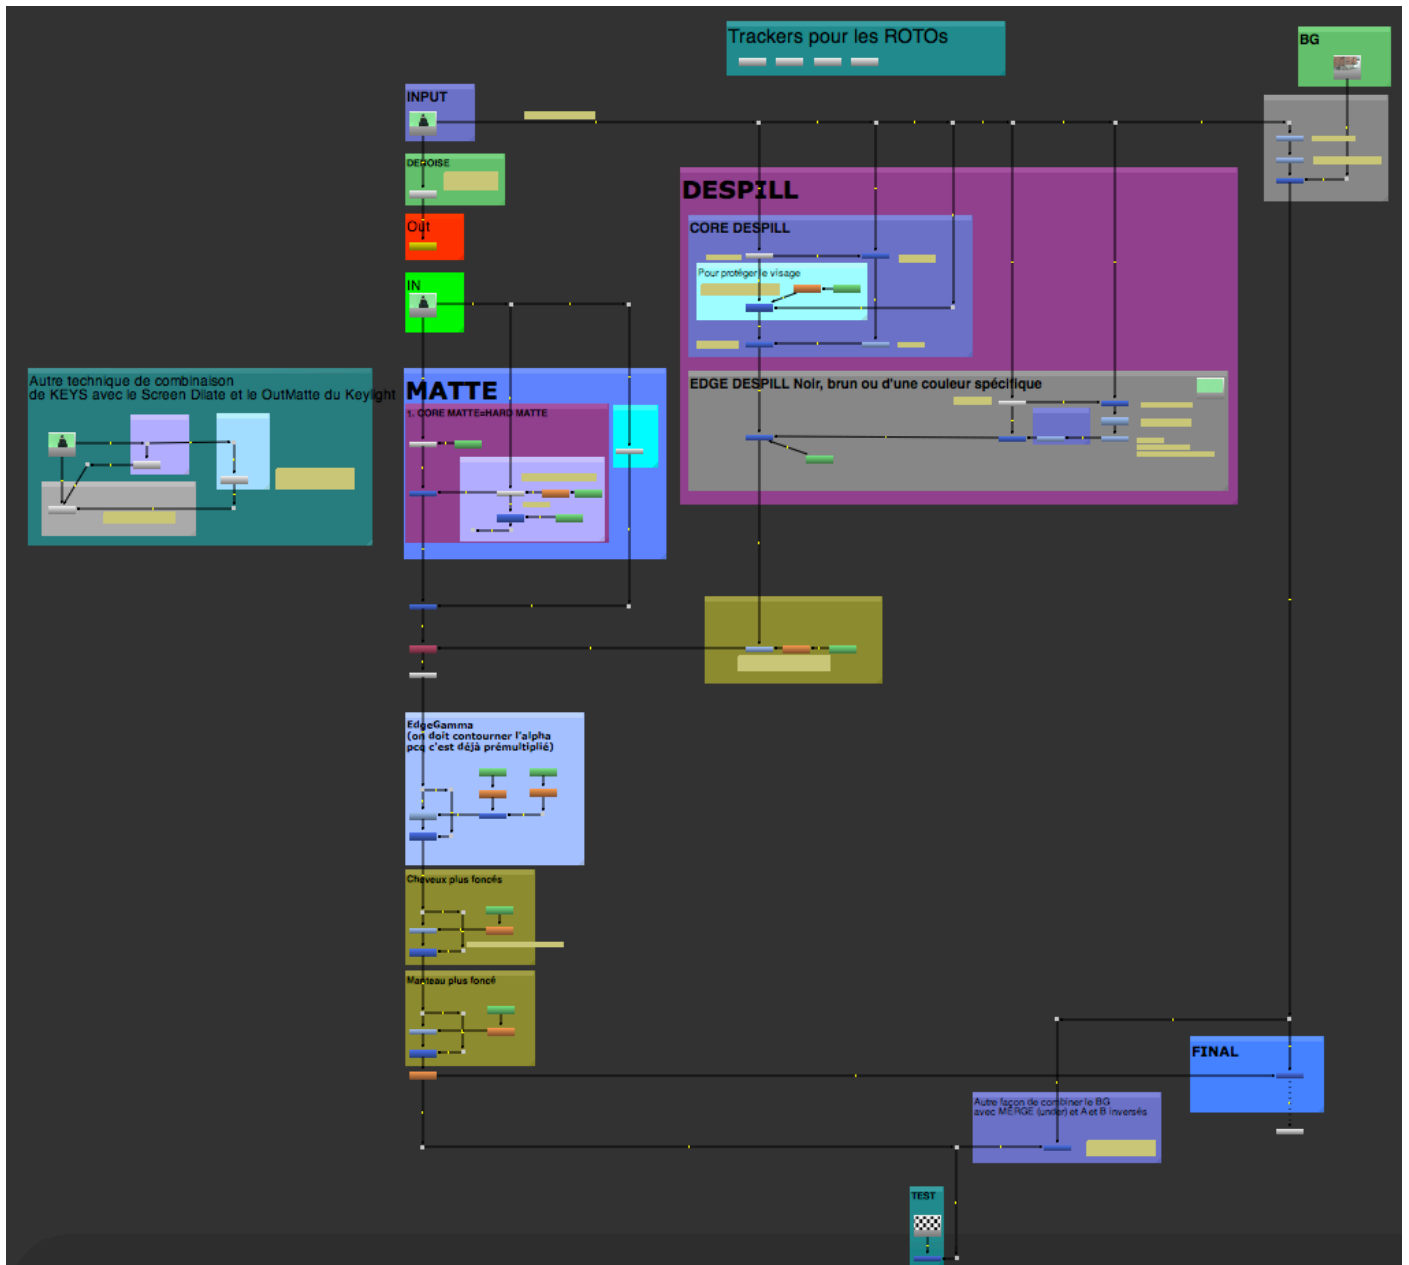 Trackers pour les ROTOs
BG
INPUT
DENOISE
Out
IN
DESPILL
CORE DESPILL
Pour protéger le visage
EDGE DESPILL Noir, brun ou d'une couleur spécifique
Autre technique de combinaison
de KEYS avec le Screen Dilate et le OutMatte du Keylight
MATTE
1. CORE MATTE=HARD MATTE
EdgeGamma
(on doit contourner l'alpha
pcq c'est déjà prémultiplié)
Cheveux plus foncés
Manteau plus foncé
FINAL
Autre façon de combiner le BG
avec MERGE (under) et A et B inversés
TEST